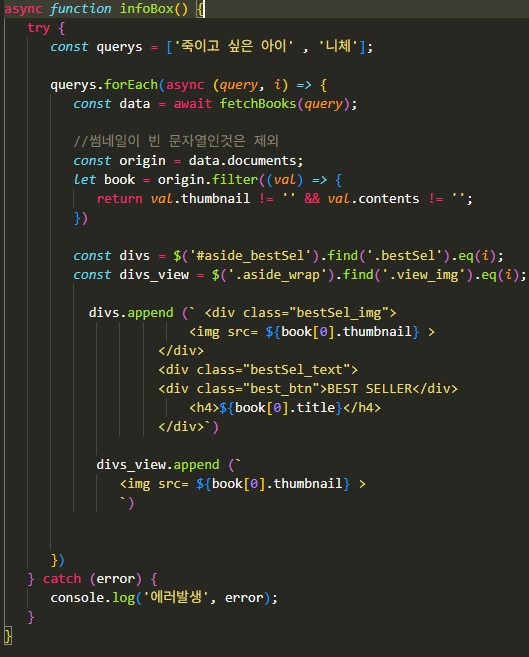 async function infoBox() {
try {
const querys = ['죽이고 싶은 아이' , '니체'];
querys.forEach(async (query, i) => {
const data = await fetchBooks(query);
//썸네일이 빈 문자열인것은 제외
const origin = data.documents;
let book = origin.filter((val) => {
return val.thumbnail != '' && val.contents != '';
})
const divs = $('#aside_bestSel').find('.bestSel').eq(i);
const divs_view = $('.aside_wrap').find('.view_img').eq(i);
divs.append (` <div class="bestSel_img">
<img src= ${book[0].thumbnail} >
</div>
<div class="bestSel_text">
<div class="best_btn">BEST SELLER</div>
<h4>${book[0].title}</h4>
</div>`)
divs_view.append (`
<img src= ${book[0].thumbnail} >
`)
})
} catch (error) {
console.log('에러발생', error);
}
}